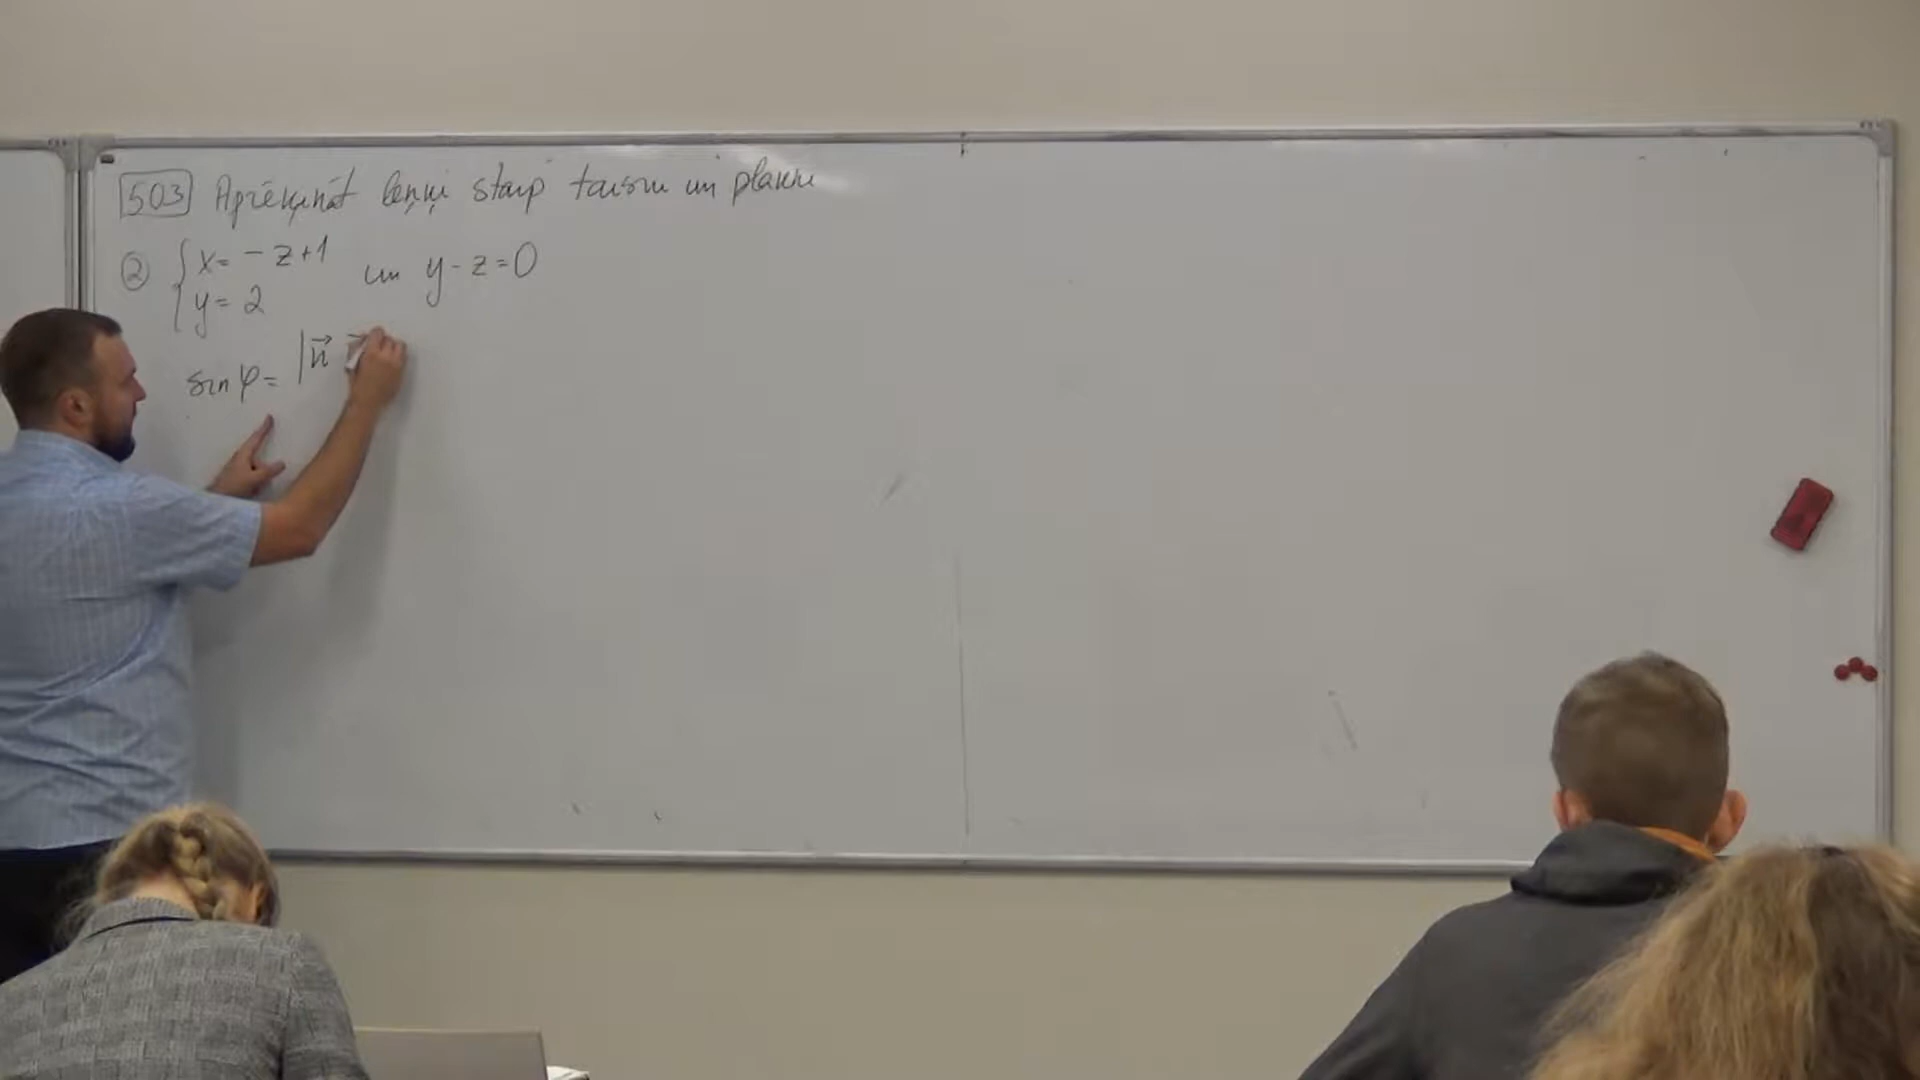 503 Aprēķināt leņķi starp taisni un plakni
② { x = - z + 1
y = 2 un y - z = 0
sin φ = | n⃗